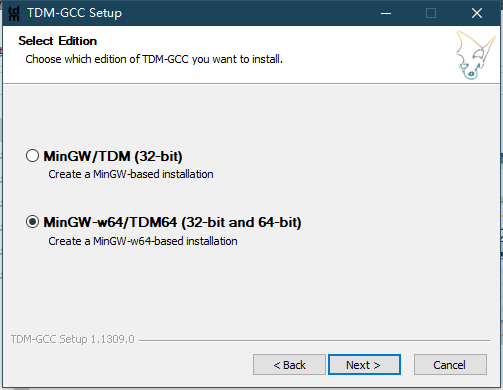 tdm TDM-GCC Setup
Select Edition
Choose which edition of TDM-GCC you want to install.
MinGW/TDM (32-bit)
Create a MinGW-based installation
MinGW-w64/TDM64 (32-bit and 64-bit)
Create a MinGW-w64-based installation
TDM-GCC Setup 1.1309.0
< Back Next > Cancel